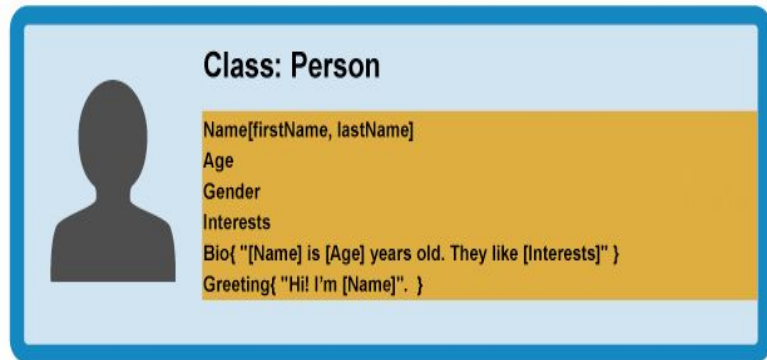 Class: Person
Name[firstName, lastName]
Age
Gender
Interests
Bio{ "[Name] is [Age] years old. They like [Interests]" }
Greeting{ "Hi! I'm [Name]". }